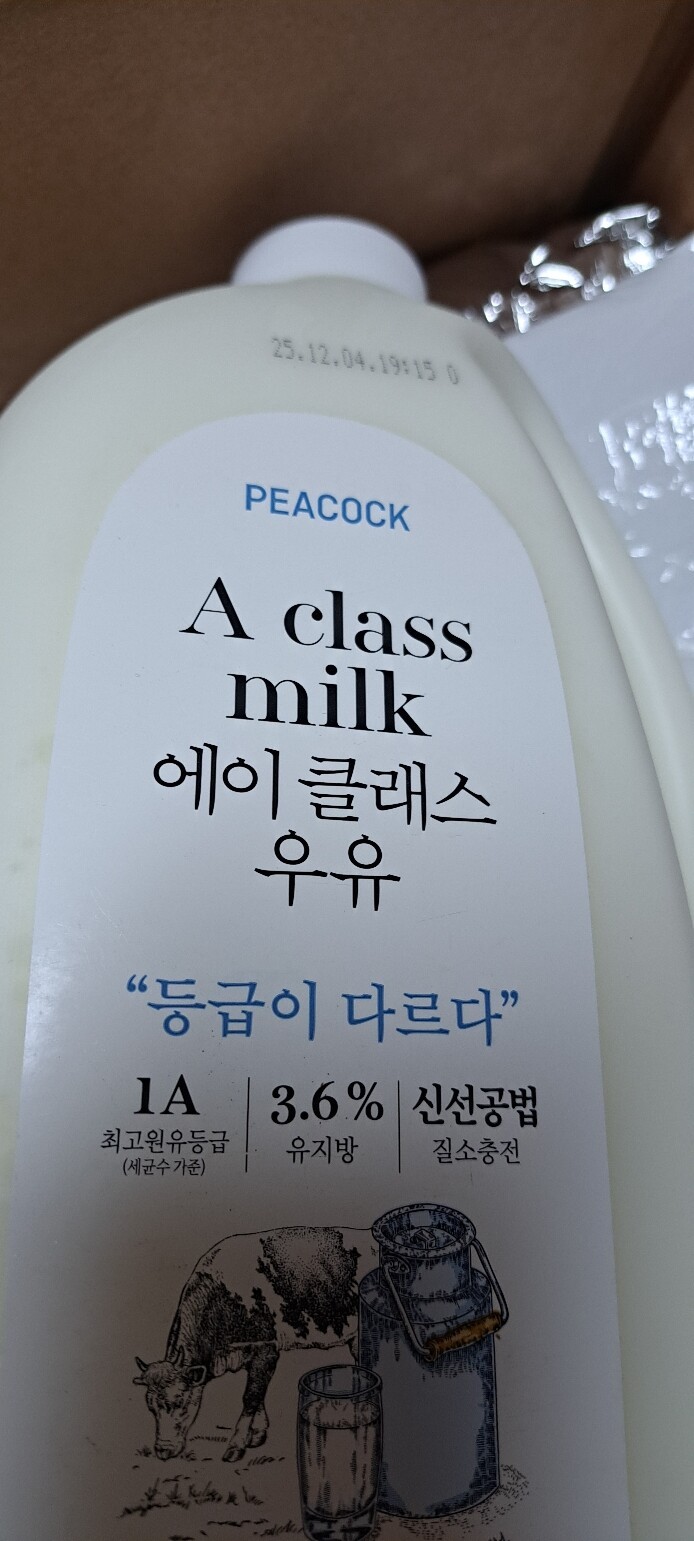 25.12.04.19:15 0
PEACOCK
A class
milk
에이 클래스
우유
“등급이 다르다”
1A
최고원유등급
(세균수 기준)
3.6%
유지방
신선공법
질소충전